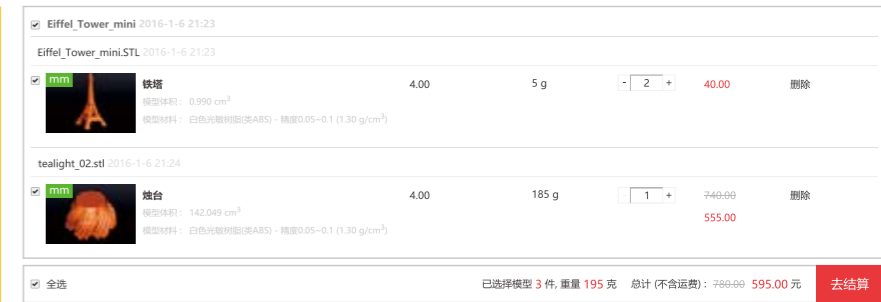 Eiffel_Tower_mini 2016-1-6 21:23
Eiffel_Tower_mini.STL 2016-1-6 21:23
mm 铁塔 4.00 5 g - 2 + 40.00 删除
模型体积： 0.990 cm³
模型材料： 白色光敏树脂(类ABS) - 精度0.05~0.1 (1.30 g/cm³)
tealight_02.stl 2016-1-6 21:24
mm 烛台 4.00 185 g 1 + 740.00 删除
模型体积： 142.049 cm³ 555.00
模型材料： 白色光敏树脂(类ABS) - 精度0.05~0.1 (1.30 g/cm³)
全选 已选择模型 3 件, 重量 195 克 总计 (不含运费)： 780.00 595.00 元 去结算